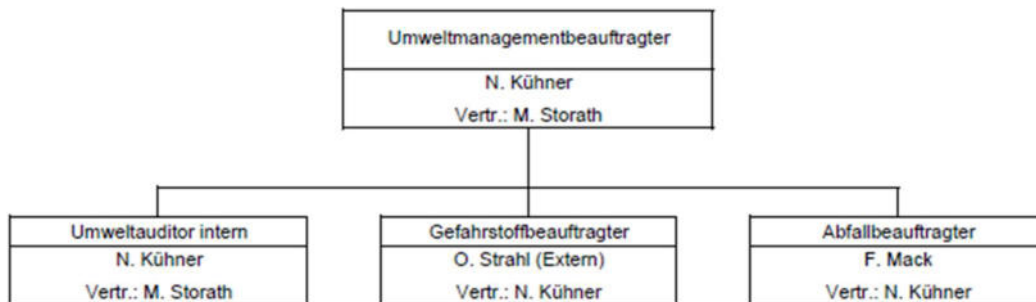 Umweltmanagementbeauftragter
N. Kühner
Vertr.: M. Storath
Umweltauditor intern
N. Kühner
Vertr.: M. Storath
Gefahrstoffbeauftragter
O. Strahl (Extern)
Vertr.: N. Kühner
Abfallbeauftragter
F. Mack
Vertr.: N. Kühner